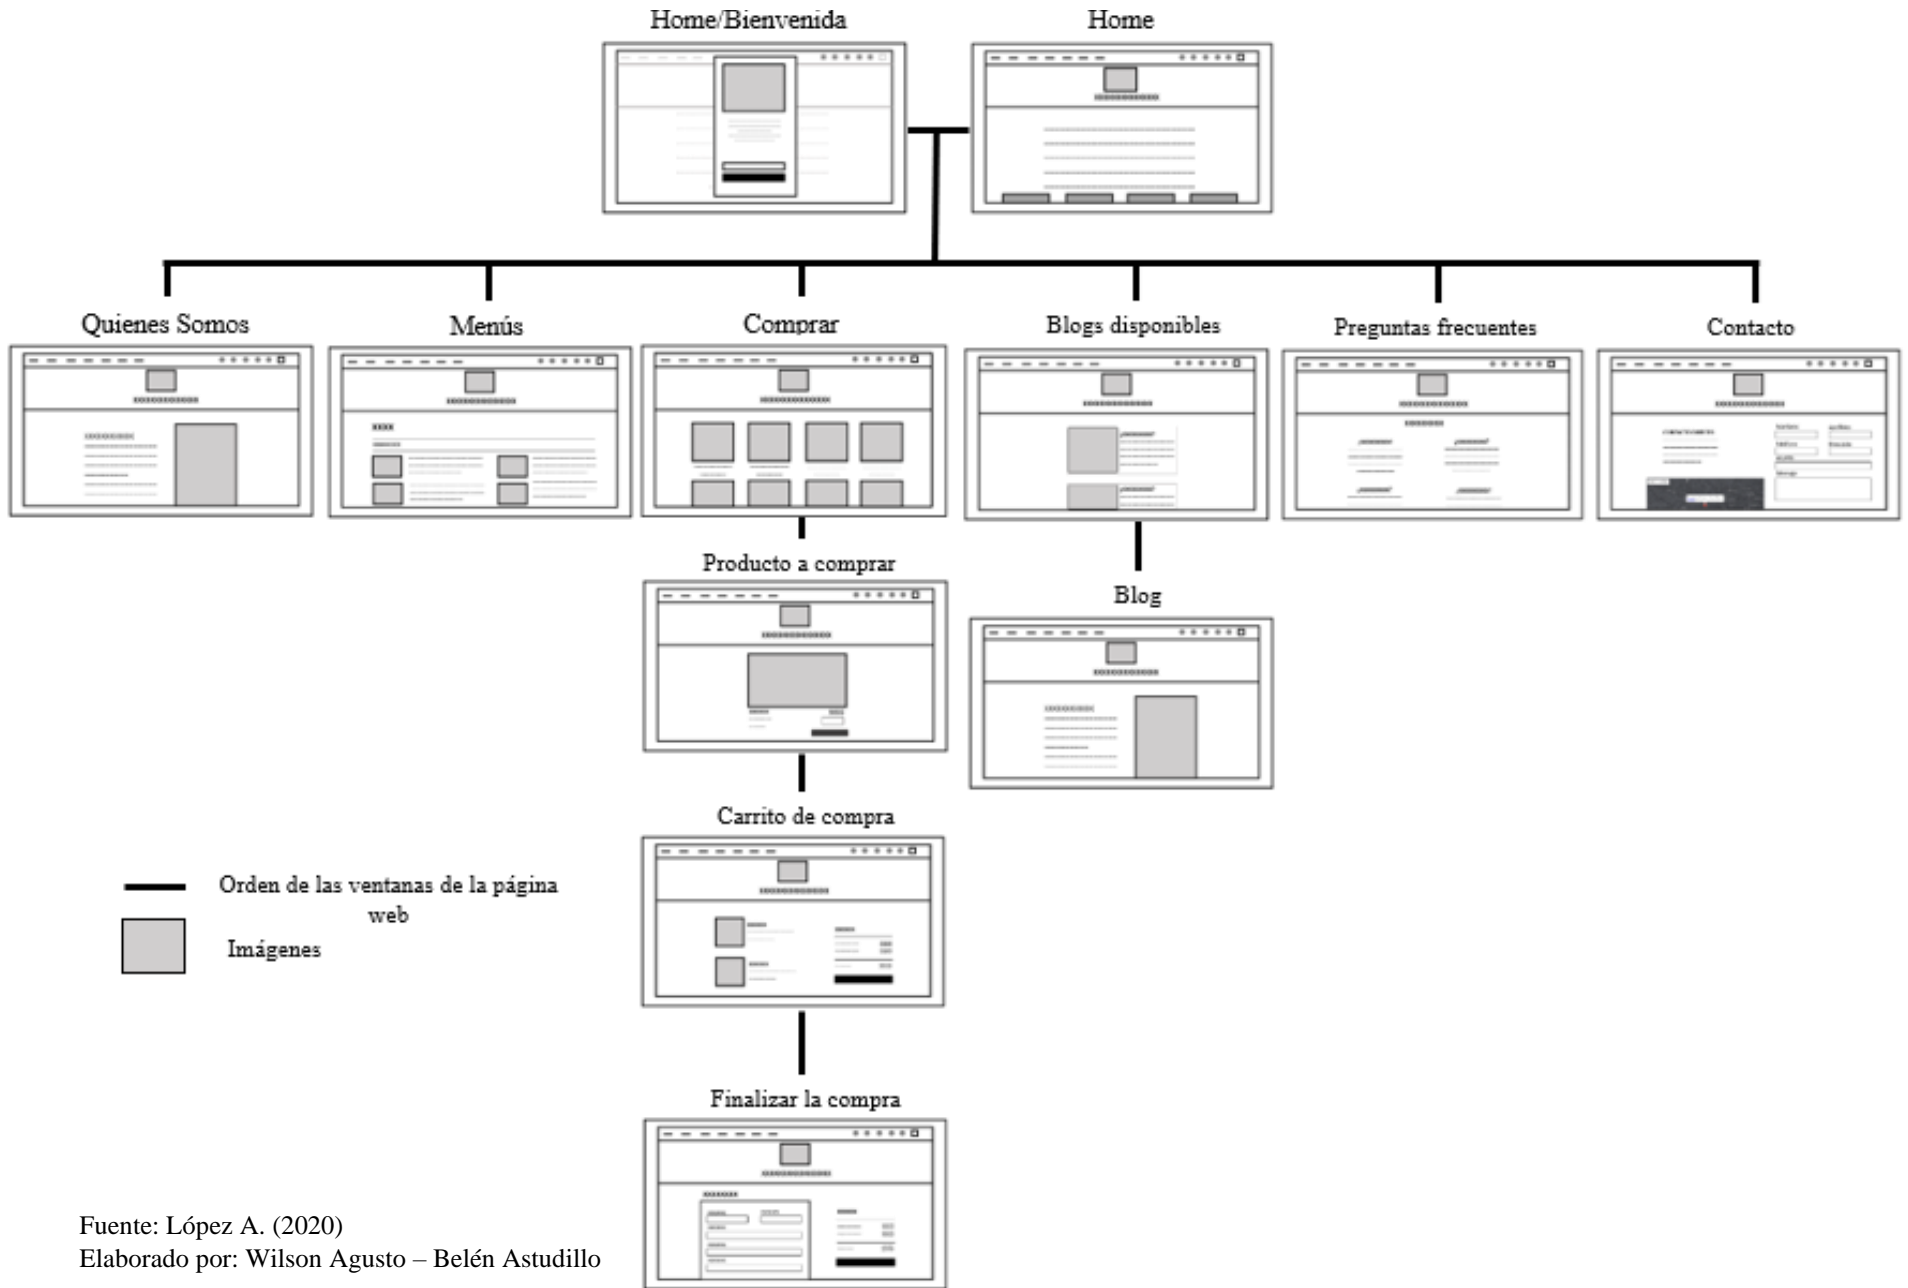 Home/Bienvenida
Home
Quienes Somos
Menús
Comprar
Blogs disponibles
Preguntas frecuentes
Contacto
Producto a comprar
Blog
Carrito de compra
Orden de las ventanas de la página
web
Imágenes
Finalizar la compra
Fuente: López A. (2020)
Elaborado por: Wilson Agusto – Belén Astudillo